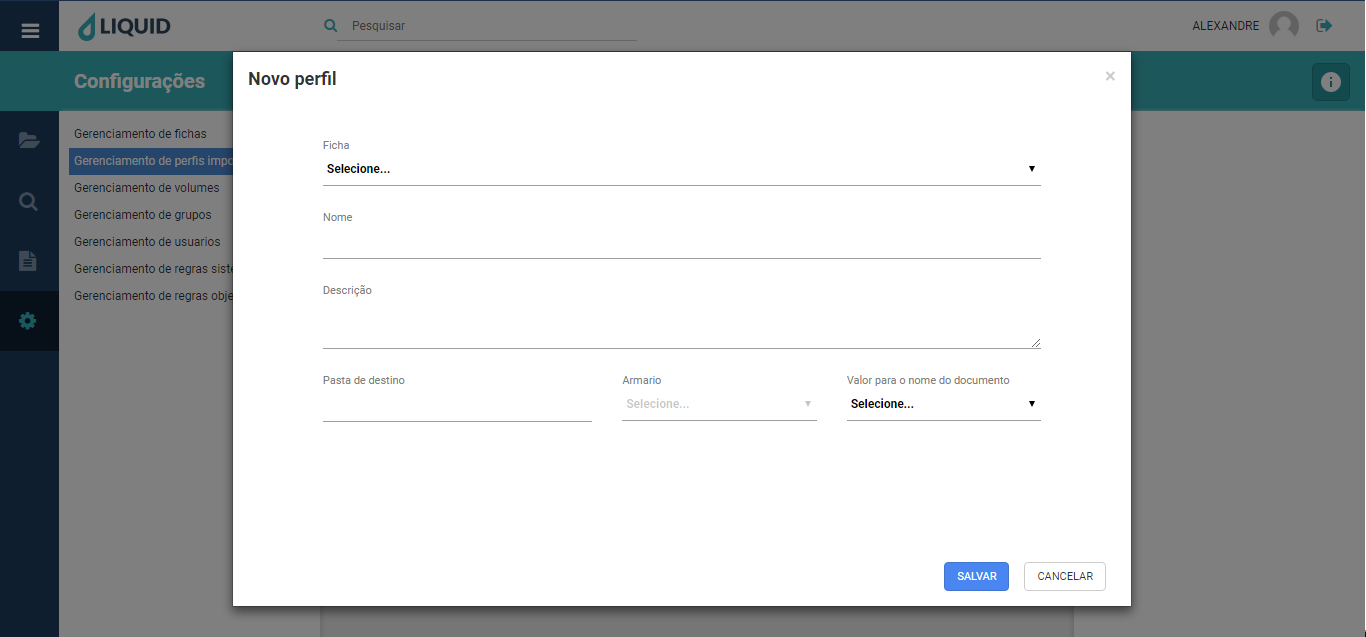 LIQUID
Pesquisar
ALEXANDRE
Configurações
Gerenciamento de fichas
Gerenciamento de perfis impo
Gerenciamento de volumes
Gerenciamento de grupos
Gerenciamento de usuarios
Gerenciamento de regras siste
Gerenciamento de regras obje
Novo perfil
×
Ficha
Selecione...
Nome
Descrição
Pasta de destino
Armario
Selecione...
Valor para o nome do documento
Selecione...
SALVAR
CANCELAR